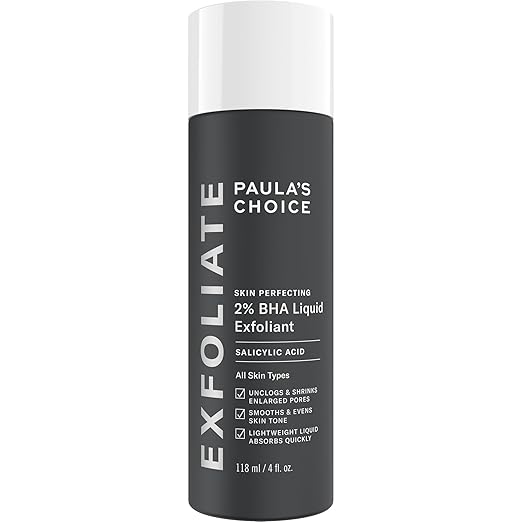 EXFOLIATE
PAULA'S
CHOICE
SKIN PERFECTING
2% BHA Liquid
Exfoliant
SALICYLIC ACID
All Skin Types
UNCLOGS & SHRINKS
ENLARGED PORES
SMOOTHS & EVENS
SKIN TONE
LIGHTWEIGHT LIQUID
ABSORBS QUICKLY
118 ml / 4 fl. oz.